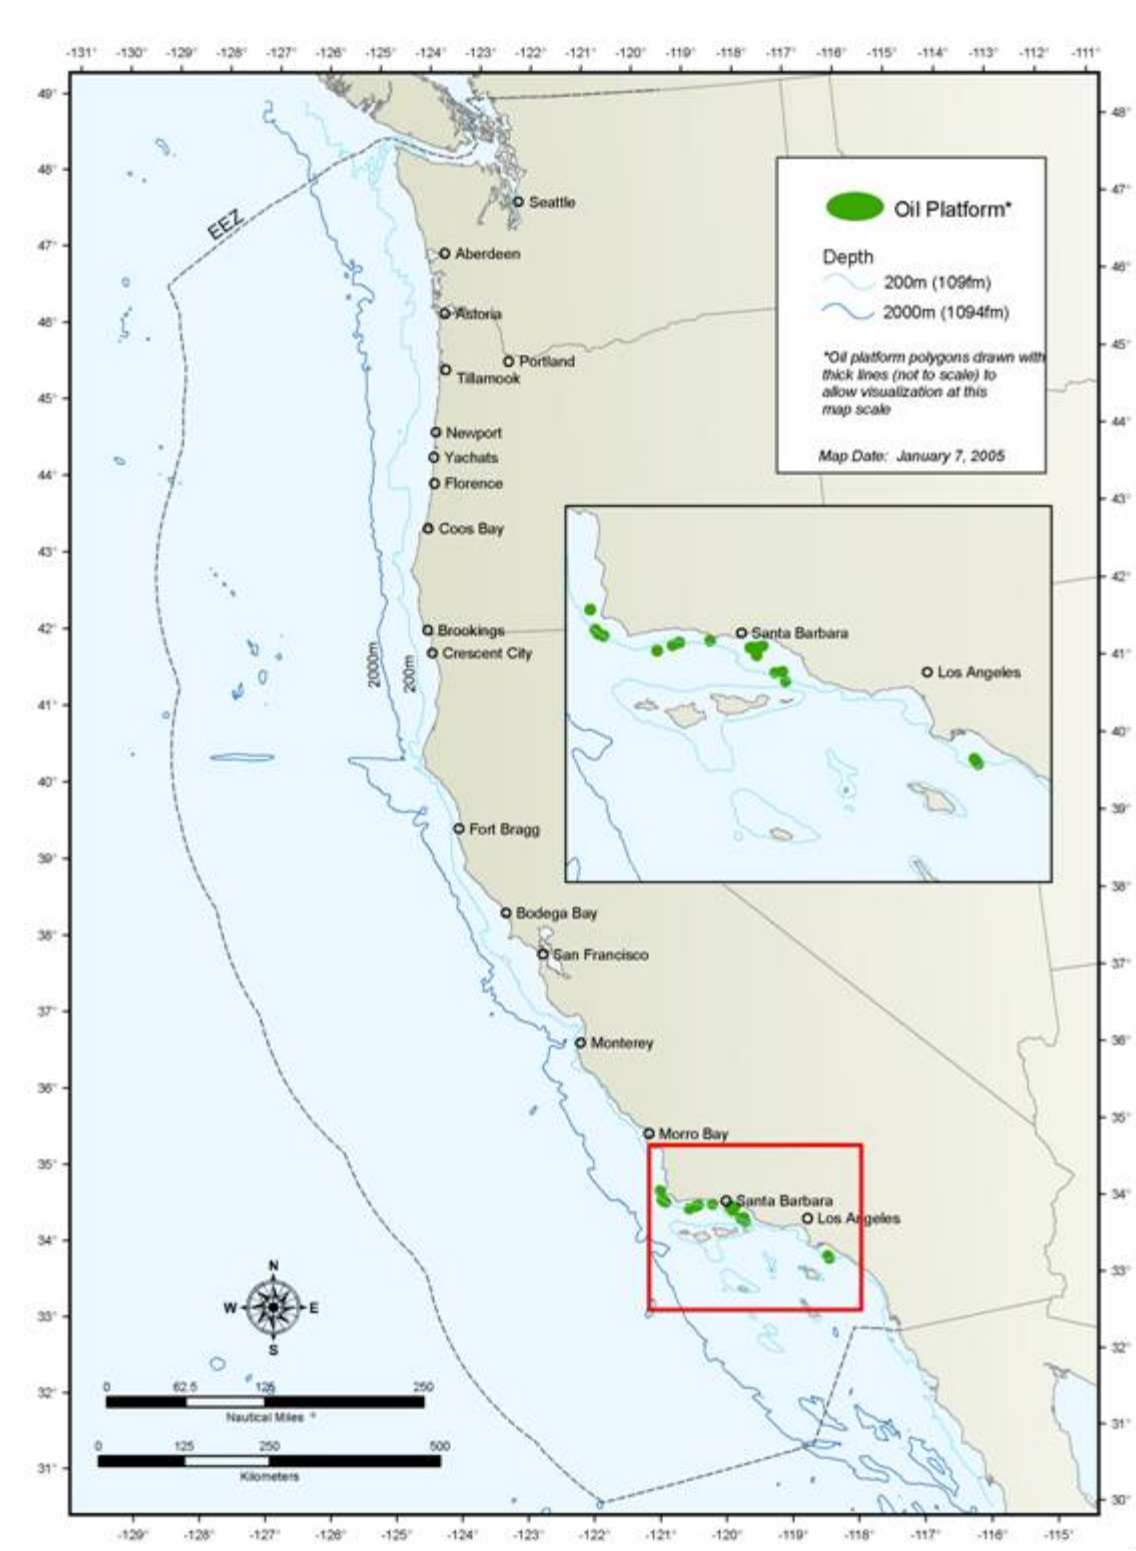 -131° -130° -129° -128° -127° -126° -125° -124° -123° -122° -121° -120° -119° -118° -117° -116° -115° -114° -113° -112° -111°
49°
48°
47°
46°
45°
44°
43°
42°
41°
40°
39°
38°
37°
36°
35°
34°
33°
32°
31°
EEZ
Seattle
Aberdeen
Astoria
Portland
Tillamook
Newport
Yachats
Florence
Coos Bay
Brookings
Crescent City
2000m
200m
Fort Bragg
Bodega Bay
San Francisco
Monterey
Morro Bay
Santa Barbara
Los Angeles
Oil Platform*
Depth
200m (109fm)
2000m (1094fm)
*Oil platform polygons drawn with
thick lines (not to scale) to
allow visualization at this
map scale
Map Date: January 7, 2005
Santa Barbara
Los Angeles
48°
47°
46°
45°
44°
43°
42°
41°
40°
39°
38°
37°
36°
35°
34°
33°
32°
31°
30°
N
W E
S
0 62.5 125 250
Nautical Miles
0 125 250 500
Kilometers
-129° -128° -127° -126° -125° -124° -123° -122° -121° -120° -119° -118° -117° -116° -115°